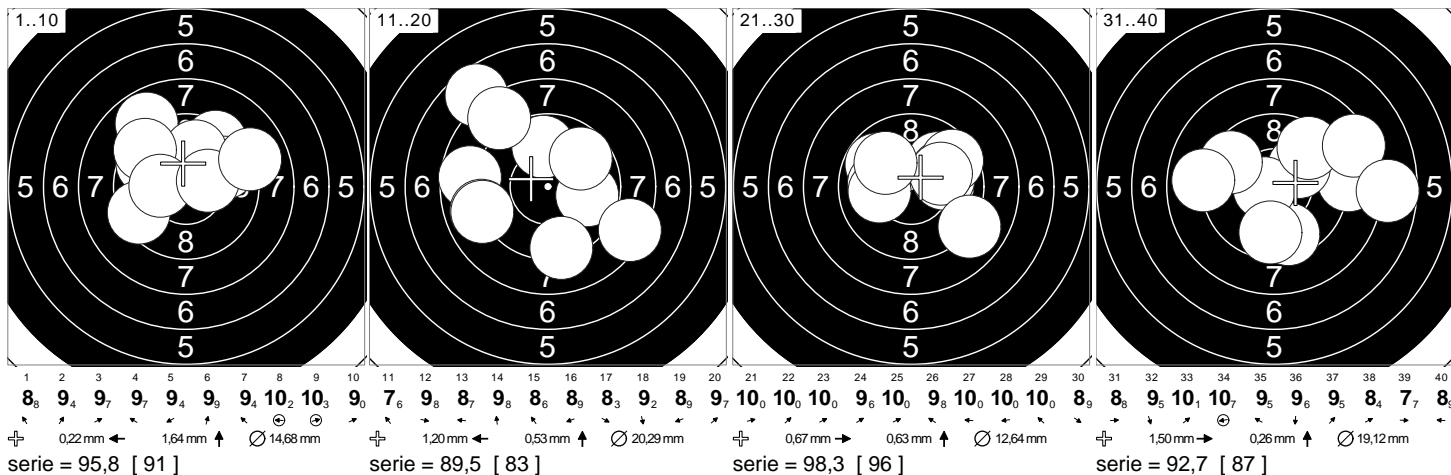 1..10
5
6
7
5 6 7 7 6 5
8
7
6
5
11..20
5
6
7
5 6 7 6 5
7
6
5
21..30
5
6
7
8
5 6 7 8 7 6 5
8
7
6
5
31..40
5
6
7
8
5 6 5
7
6
5
1 2 3 4 5 6 7 8 9 10
8₈ 9₄ 9₇ 9₇ 9₄ 9₉ 9₄ 10₂ 10₃ 9₀
0,22 mm 1,64 mm Ø 14,68 mm
serie = 95,8 [ 91 ]
11 12 13 14 15 16 17 18 19 20
7₆ 9₈ 8₇ 9₈ 8₆ 8₉ 8₃ 9₂ 8₉ 9₇
1,20 mm 0,53 mm Ø 20,29 mm
serie = 89,5 [ 83 ]
21 22 23 24 25 26 27 28 29 30
10₀ 10₀ 10₀ 9₆ 10₀ 9₈ 10₀ 10₀ 10₀ 8₉
0,67 mm 0,63 mm Ø 12,64 mm
serie = 98,3 [ 96 ]
31 32 33 34 35 36 37 38 39 40
8₈ 9₅ 10₁ 10₇ 9₅ 9₆ 9₅ 8₄ 7₇ 8₉
1,50 mm 0,26 mm Ø 19,12 mm
serie = 92,7 [ 87 ]